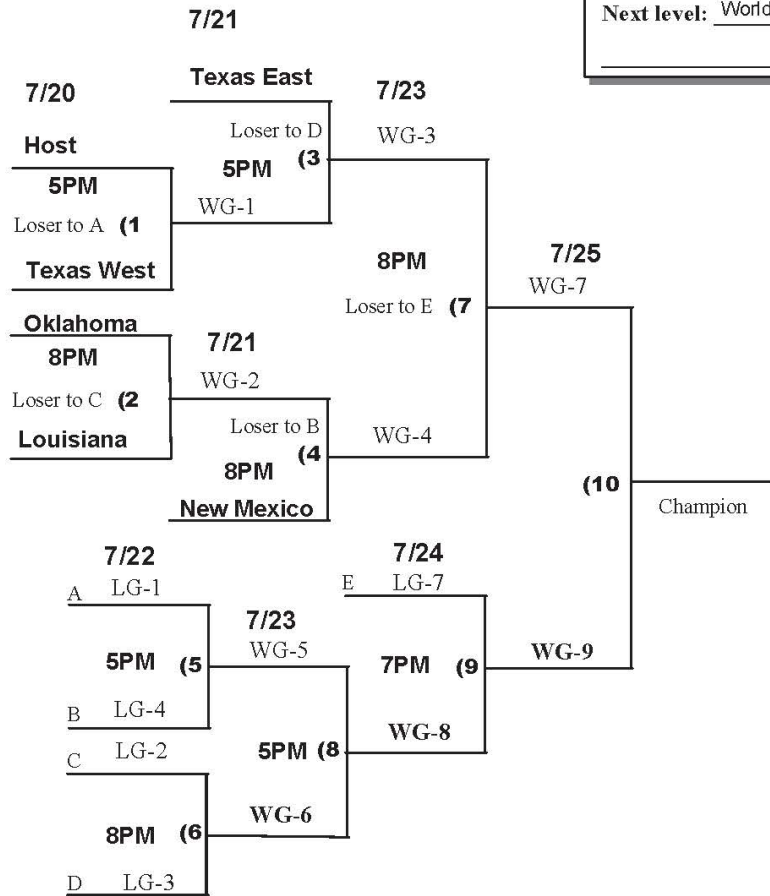 Next level: World
7/21
Texas East
7/20
7/23
Loser to D
WG-3
Host
(3
5PM
5PM
WG-1
Loser to A (1
8PM
7/25
Texas West
WG-7
Loser to E (7
Oklahoma
7/21
8PM
WG-2
Loser to C (2
Loser to B
WG-4
Louisiana
(4
8PM
(10
New Mexico
Champion
7/22
7/24
A LG-1
E LG-7
7/23
WG-5
5PM (5
7PM (9
WG-9
B LG-4
WG-8
C LG-2
5PM (8
WG-6
8PM (6
D LG-3